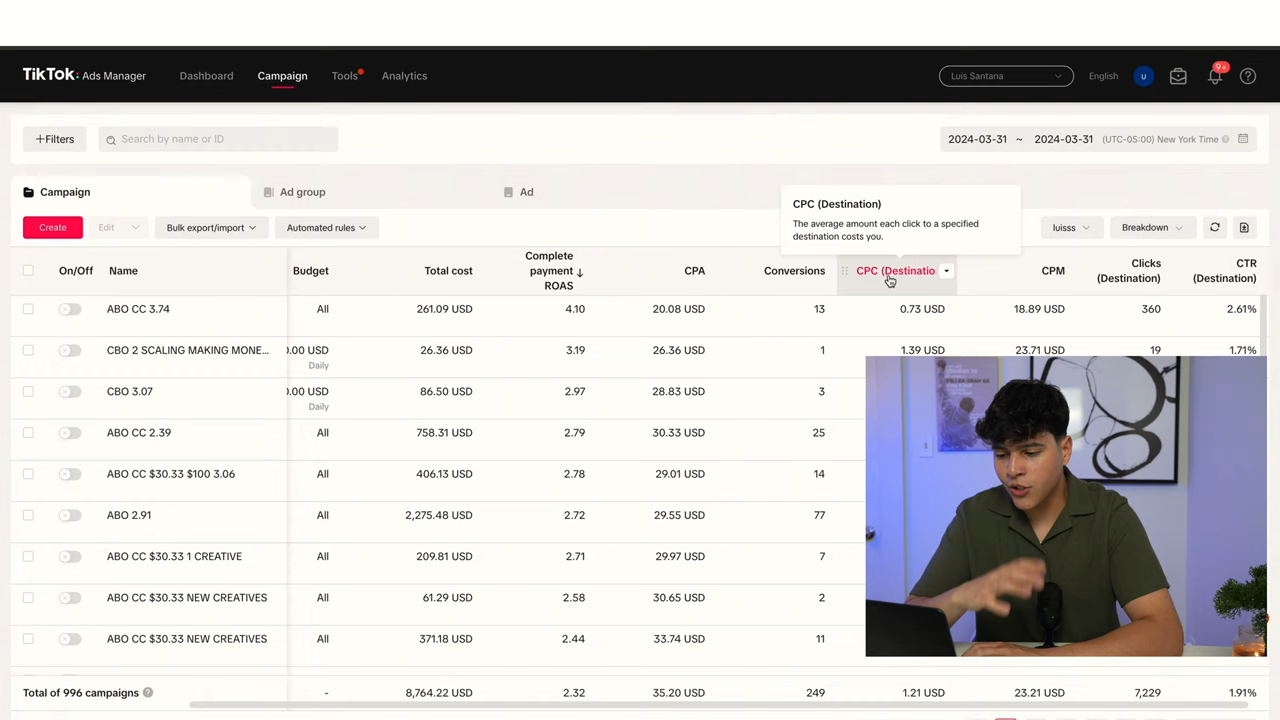 TikTok: Ads Manager
Dashboard
Campaign
Tools
Analytics
Luis Santana
English
U
9+
?
+Filters
Search by name or ID
2024-03-31 ~ 2024-03-31 (UTC-05:00) New York Time
Campaign
Ad group
Ad
CPC (Destination)
The average amount each click to a specified
destination costs you.
Create
Edit
Bulk export/import
Automated rules
luisss
Breakdown
On/Off
Name
Budget
Total cost
Complete
payment ↓
ROAS
CPA
Conversions
CPC (Destinatio
CPM
Clicks
(Destination)
CTR
(Destination)
ABO CC 3.74 All 261.09 USD 4.10 20.08 USD 13 0.73 USD 18.89 USD 360 2.61%
CBO 2 SCALING MAKING MONE... 0.00 USD 26.36 USD 3.19 26.36 USD 1 1.39 USD 23.71 USD 19 1.71%
Daily
CBO 3.07 0.00 USD 86.50 USD 2.97 28.83 USD 3
Daily
ABO CC 2.39 All 758.31 USD 2.79 30.33 USD 25
ABO CC $30.33 $100 3.06 All 406.13 USD 2.78 29.01 USD 14
ABO 2.91 All 2,275.48 USD 2.72 29.55 USD 77
ABO CC $30.33 1 CREATIVE All 209.81 USD 2.71 29.97 USD 7
ABO CC $30.33 NEW CREATIVES All 61.29 USD 2.58 30.65 USD 2
ABO CC $30.33 NEW CREATIVES All 371.18 USD 2.44 33.74 USD 11
Total of 996 campaigns ? - 8,764.22 USD 2.32 35.20 USD 249 1.21 USD 23.21 USD 7,229 1.91%